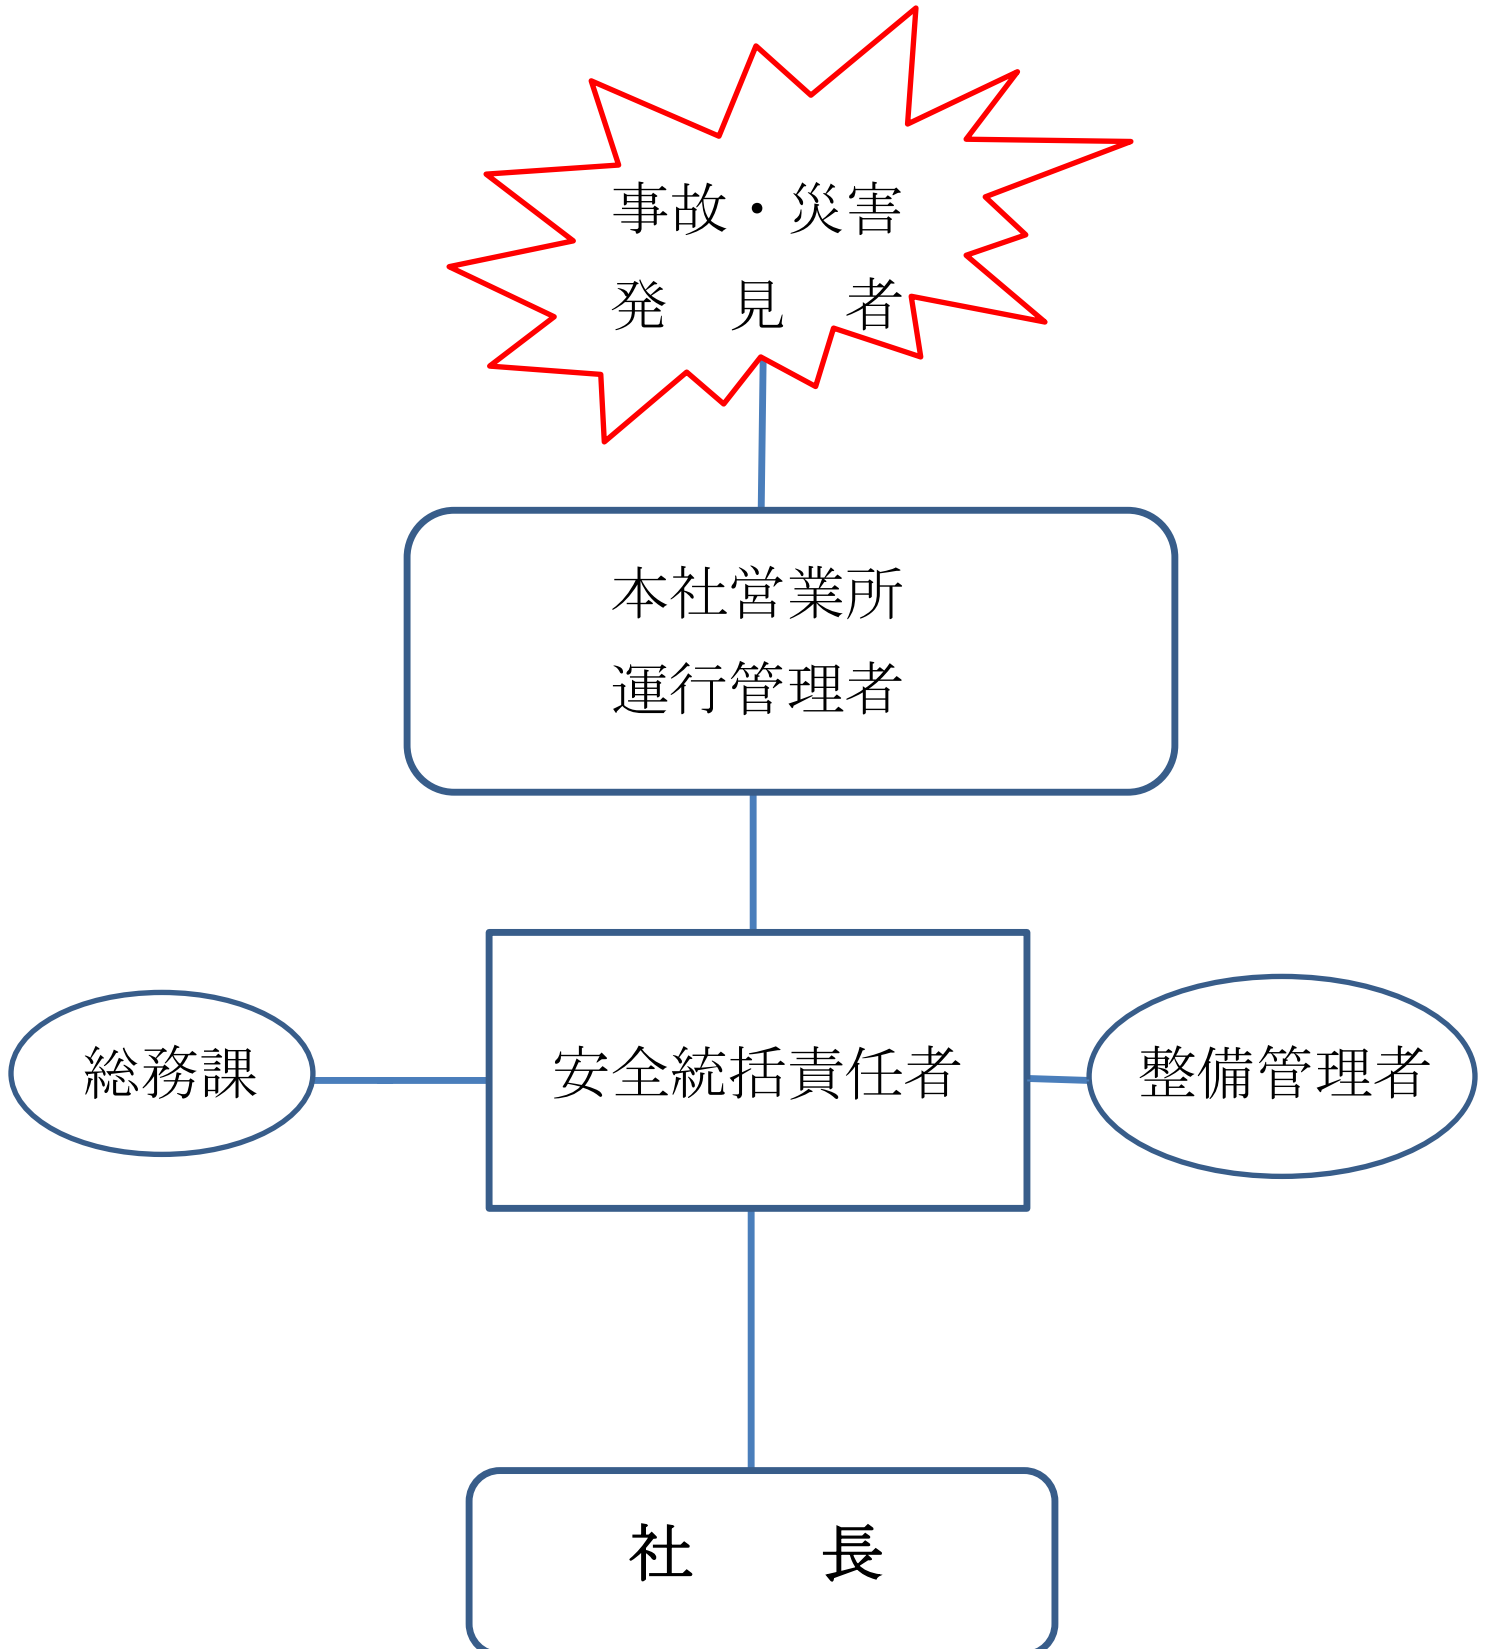 事故・災害
発　見　者
本社営業所
運行管理者
総務課
安全統括責任者
整備管理者
社　　長